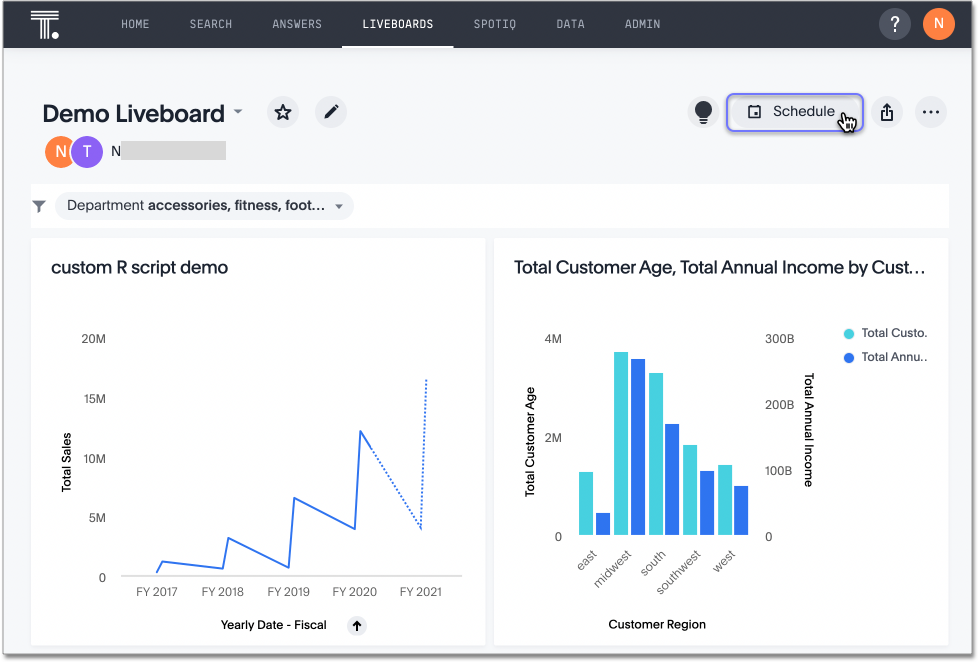 T.
HOME SEARCH ANSWERS LIVEBOARDS SPOTIQ DATA ADMIN ? N
Demo Liveboard
Schedule
N T N
Department accessories, fitness, foot...
custom R script demo
20M
15M
10M
5M
0
Total Sales
FY 2017 FY 2018 FY 2019 FY 2020 FY 2021
Yearly Date - Fiscal
Total Customer Age, Total Annual Income by Cust...
4M
2M
0
Total Customer Age
300B
200B
100B
0
Total Annual Income
Total Custo.
Total Annu..
east midwest south southwest west
Customer Region